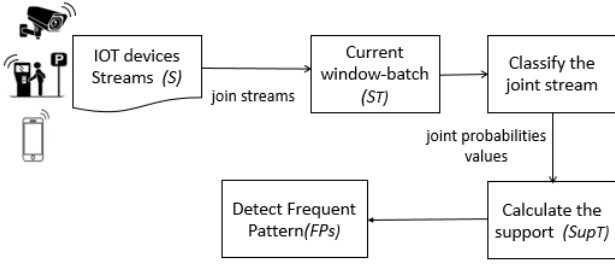 P
IOT devices
Streams (S)
join streams
Current
window-batch
(ST)
Classify the
joint stream
joint probabilities
values
Detect Frequent
Pattern(FPs)
Calculate the
support (SupT)